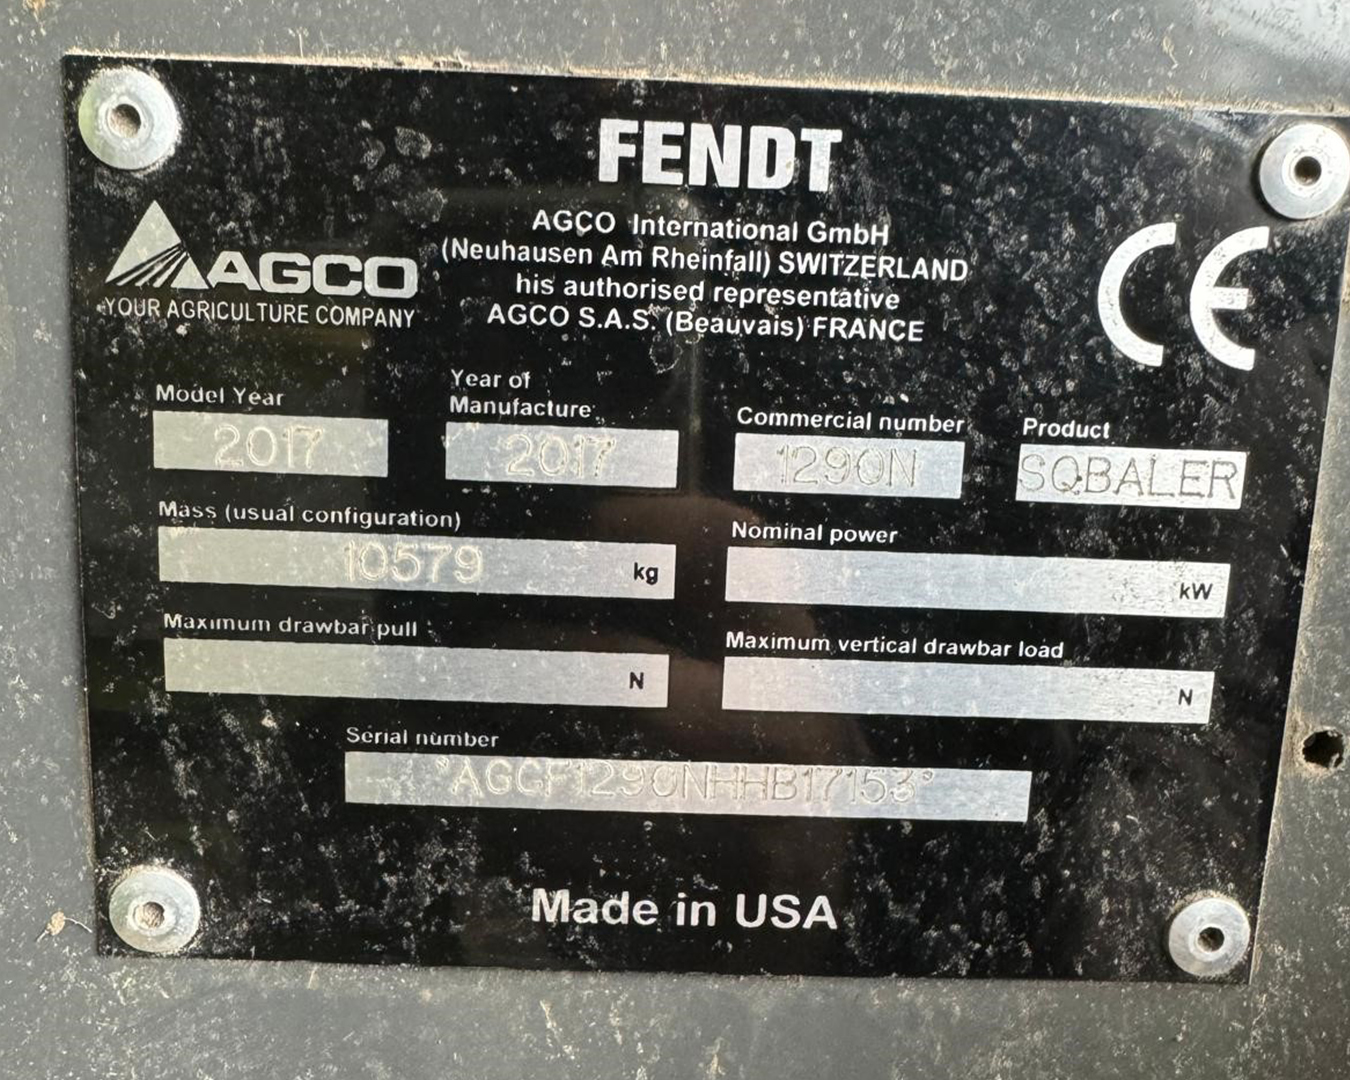 FENDT
AGCO
YOUR AGRICULTURE COMPANY
AGCO International GmbH
(Neuhausen Am Rheinfall) SWITZERLAND
his authorised representative
AGCO S.A.S. (Beauvais) FRANCE
CE
Model Year
2017
Year of
Manufacture
2017
Commercial number
1290N
Product
SQBALER
Mass (usual configuration)
10579 kg
Nominal power
kW
Maximum drawbar pull
N
Maximum vertical drawbar load
N
Serial number
*AGCF1290NHHB17153*
Made in USA